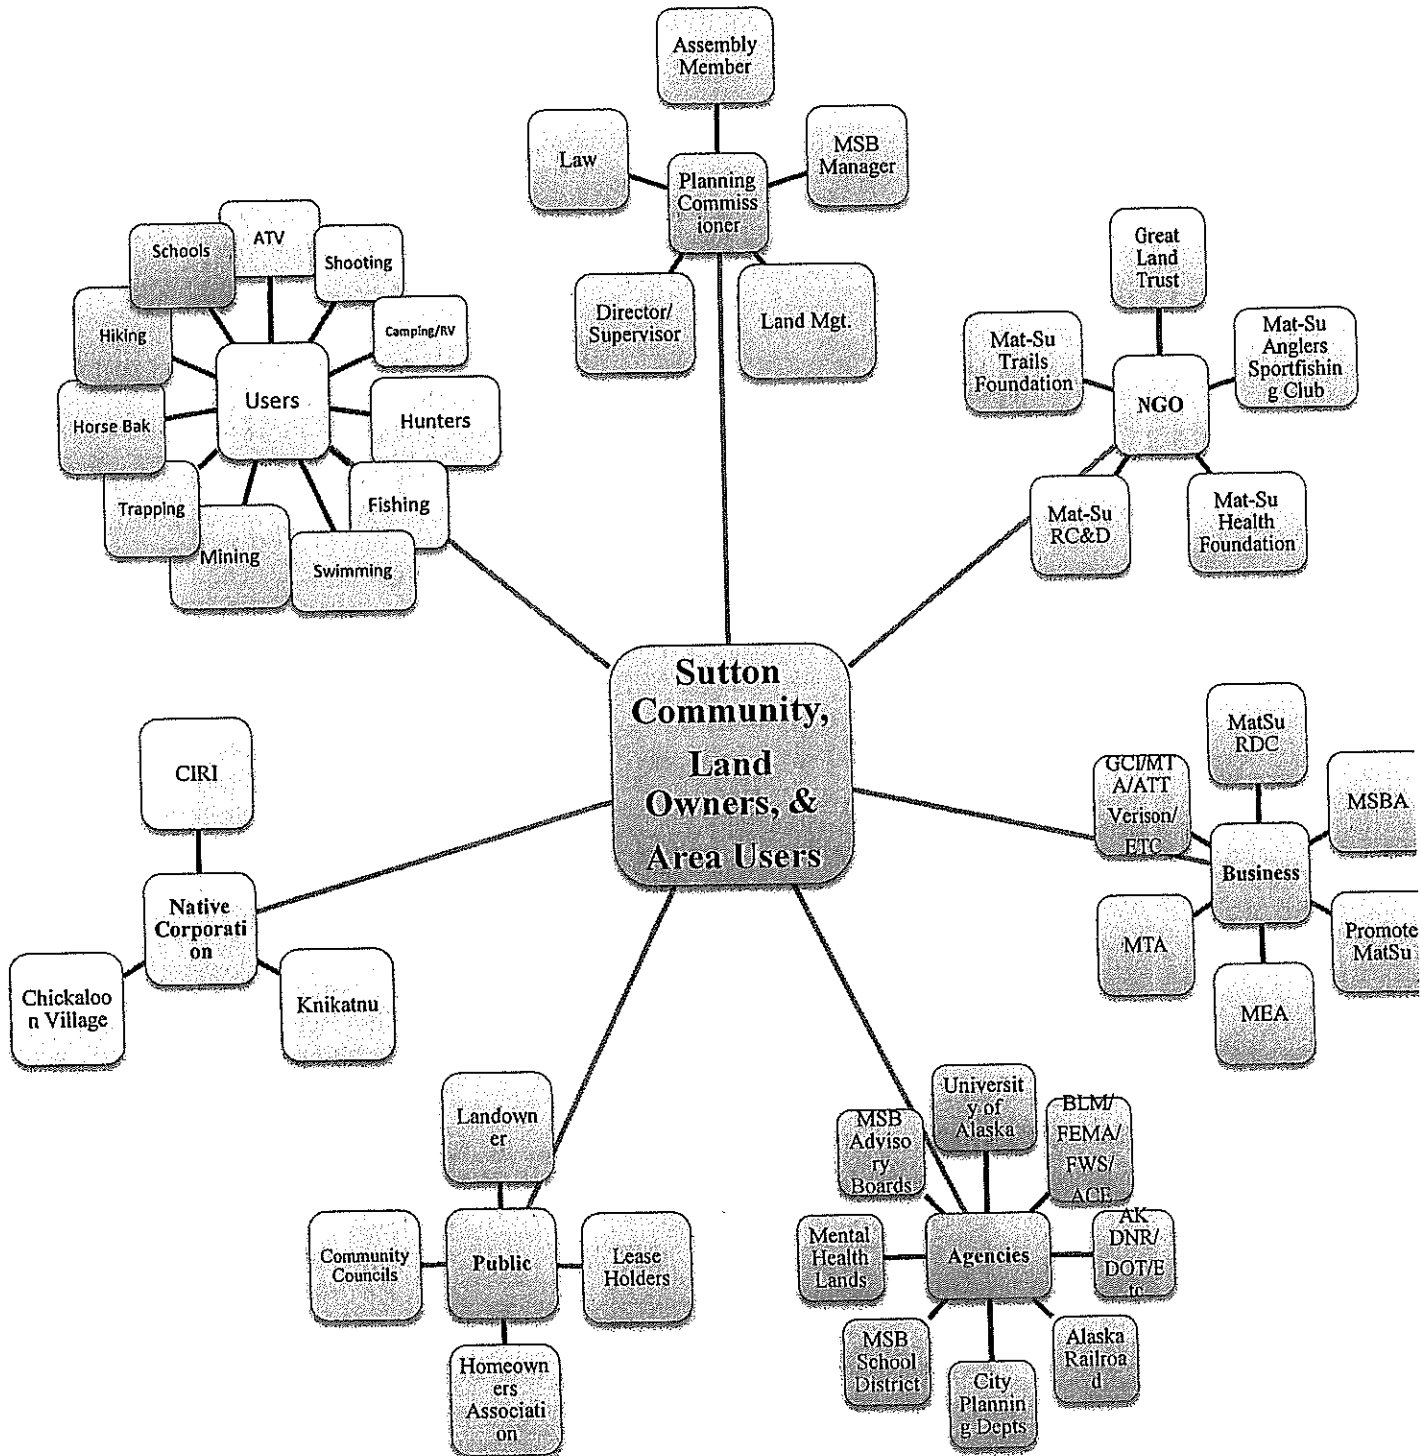 Assembly
Member
Law
MSB
Manager
Planning
Commiss
ioner
Director/
Supervisor
Land Mgt.
Schools
ATV
Shooting
Camping/RV
Hiking
Users
Horse Bak
Hunters
Trapping
Fishing
Mining
Swimming
Great
Land
Trust
Mat-Su
Trails
Foundation
Mat-Su
Anglers
Sportfishin
g Club
NGO
Mat-Su
RC&D
Mat-Su
Health
Foundation
Sutton
Community,
Land
Owners, &
Area Users
CIRI
Native
Corporati
on
Chickaloo
n Village
Knikatnu
MatSu
RDC
GCI/MT
A/ATT
Verison/
ETC
MSBA
Business
MTA
Promote
MatSu
MEA
Landown
er
Community
Councils
Public
Lease
Holders
Homeown
ers
Associati
on
Universit
y of
Alaska
MSB
Adviso
ry
Boards
BLM/
FEMA/
FWS/
ACE
Mental
Health
Lands
Agencies
AK
DNR/
DOT/E
tc
MSB
School
District
City
Plannin
g Depts
Alaska
Railroa
d